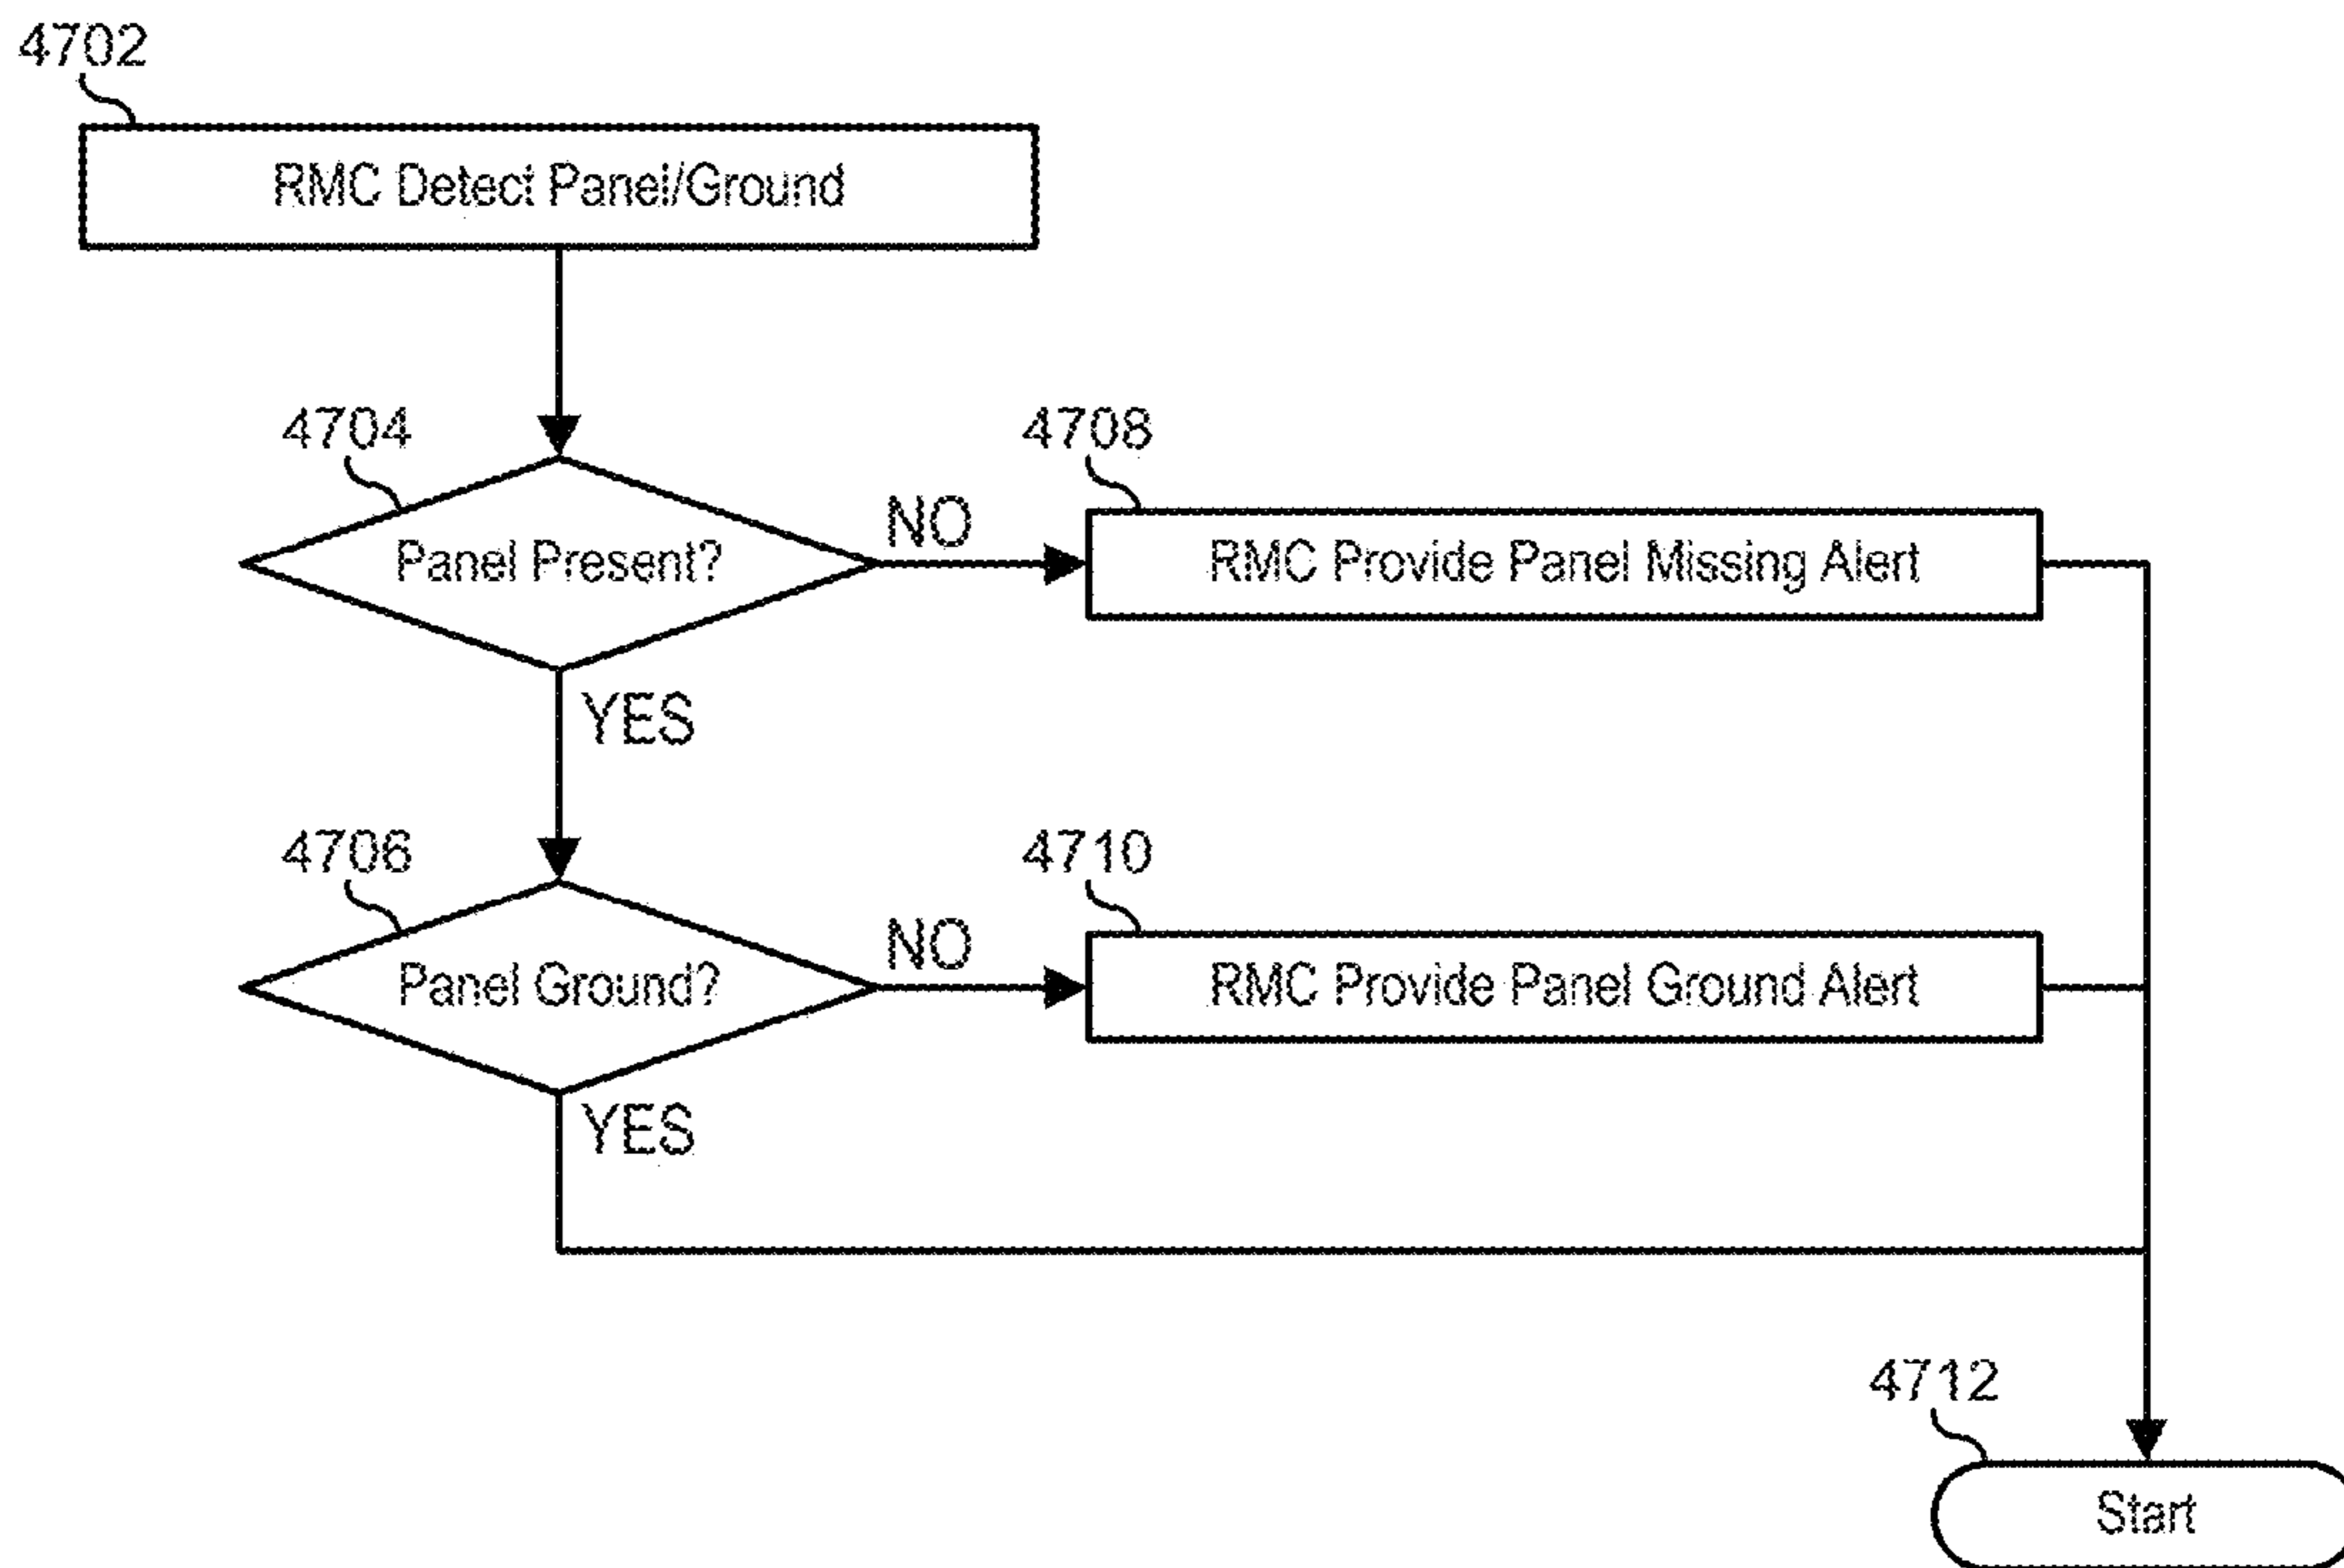 4702
RMC Detect Panel/Ground
4704
4708
Panel Present?
NO
RMC Provide Panel Missing Alert
YES
4706
4710
Panel Ground?
NO
RMC Provide Panel Ground Alert
YES
4712
Start